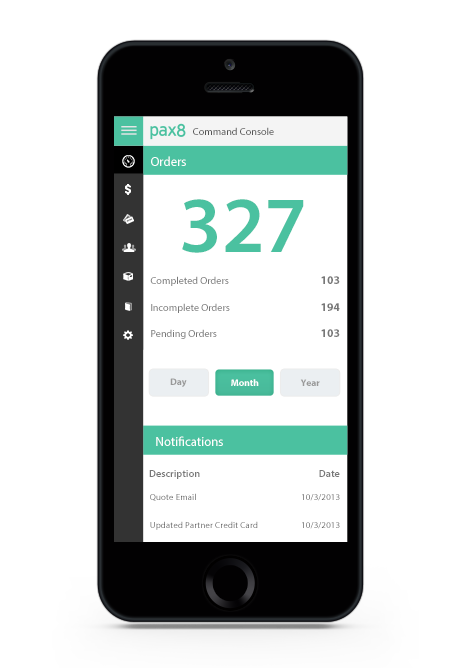 pax8 Command Console
Orders
327
Completed Orders 103
Incomplete Orders 194
Pending Orders 103
Day Month Year
Notifications
Description Date
Quote Email 10/3/2013
Updated Partner Credit Card 10/3/2013